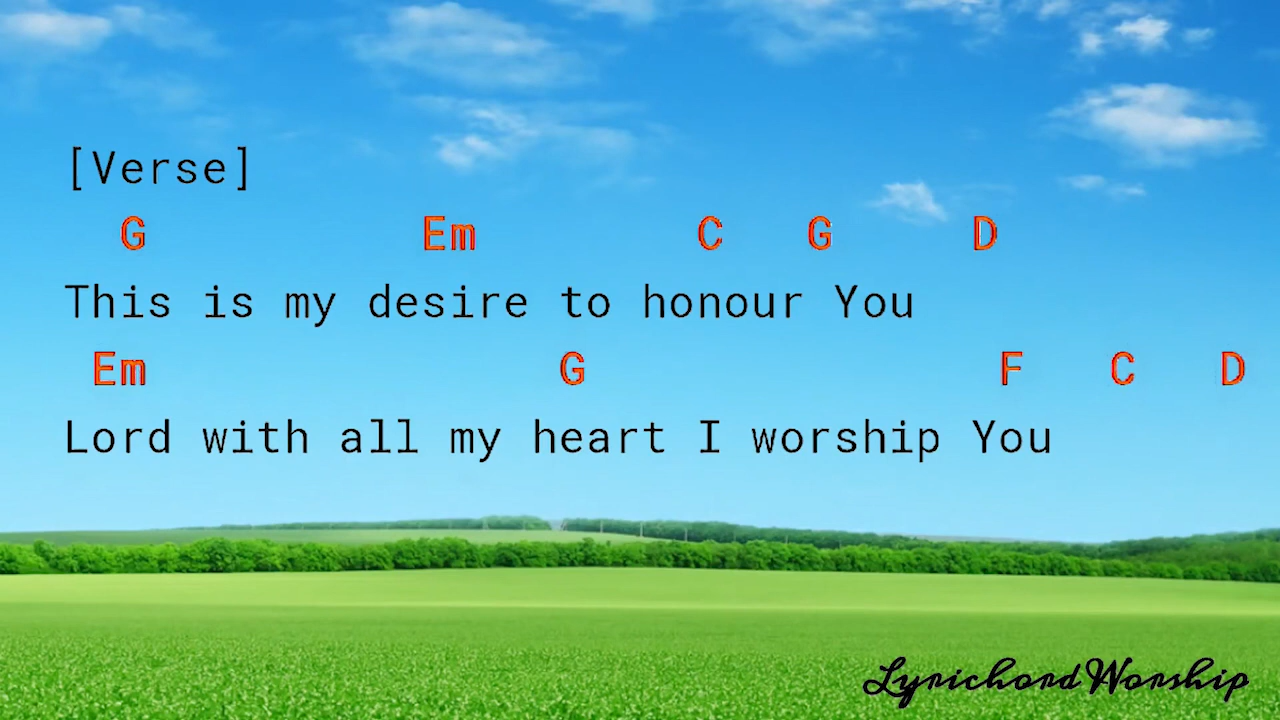 [Verse]
G Em C G D
This is my desire to honour You
Em G F C D
Lord with all my heart I worship You
LyrichordWorship